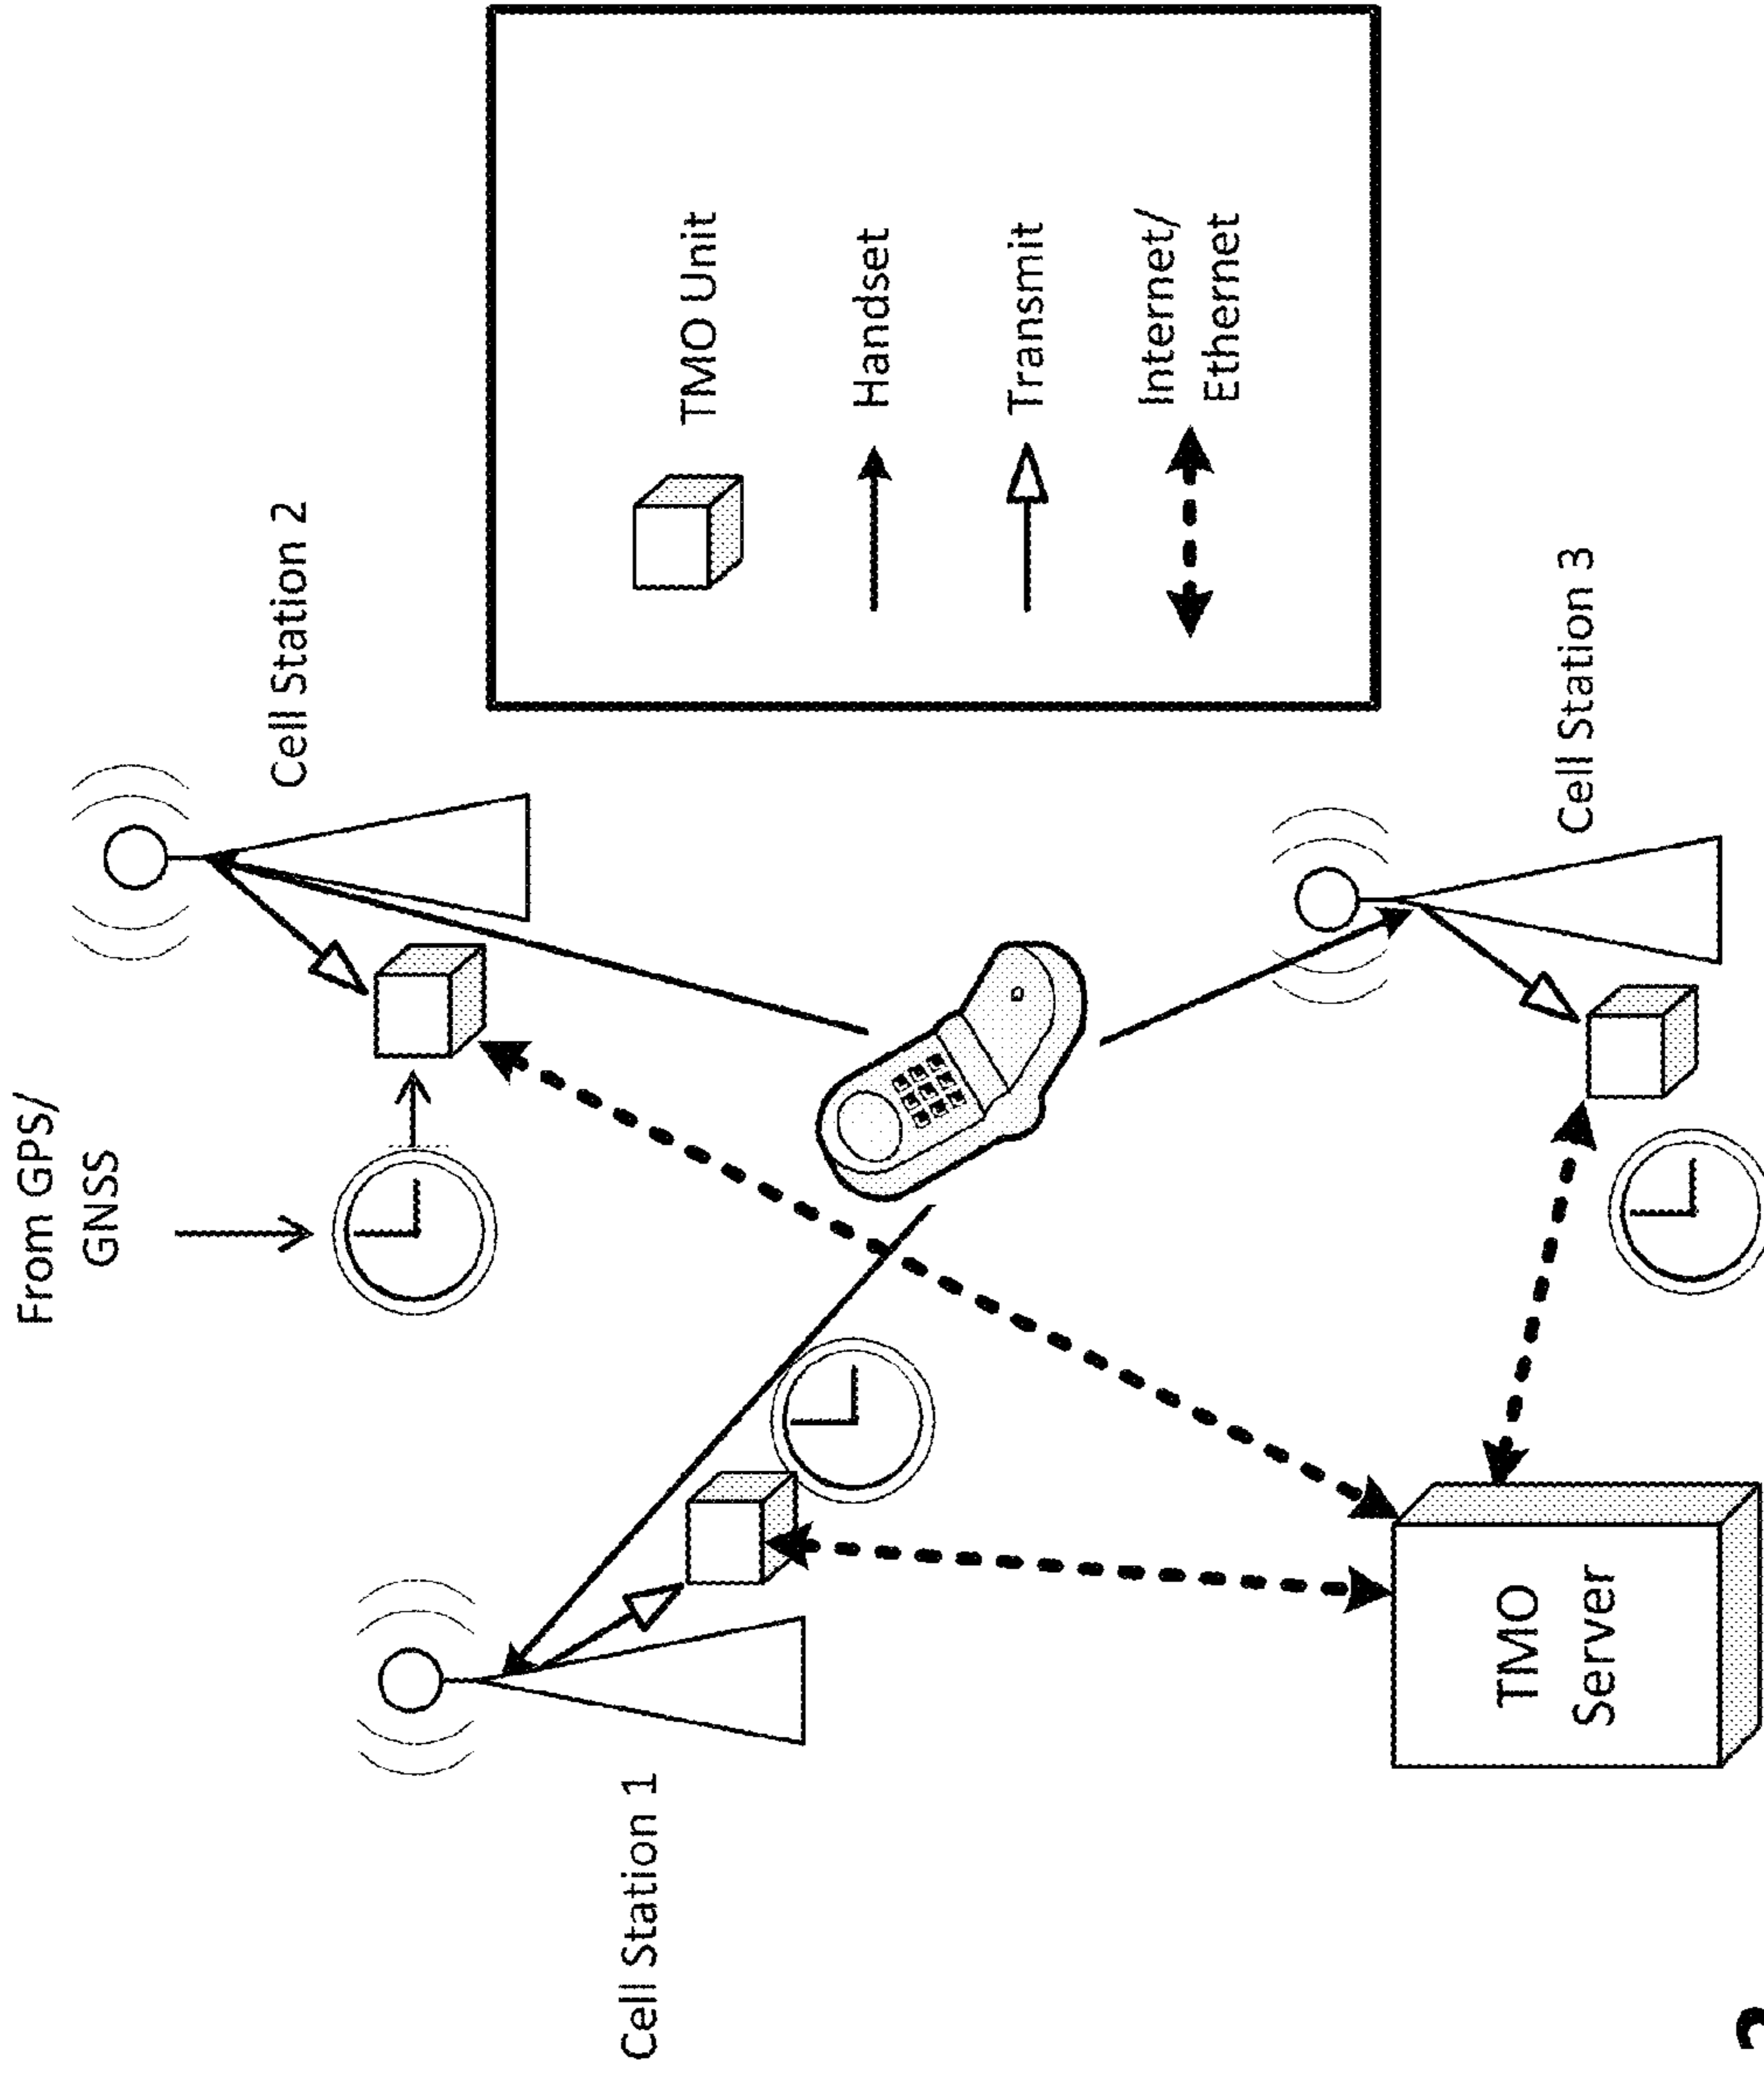 From GPS/
GNSS
Cell Station 2
Cell Station 1
TMO Unit
Handset
Transmit
Internet/
Ethernet
TMO
Server
Cell Station 3